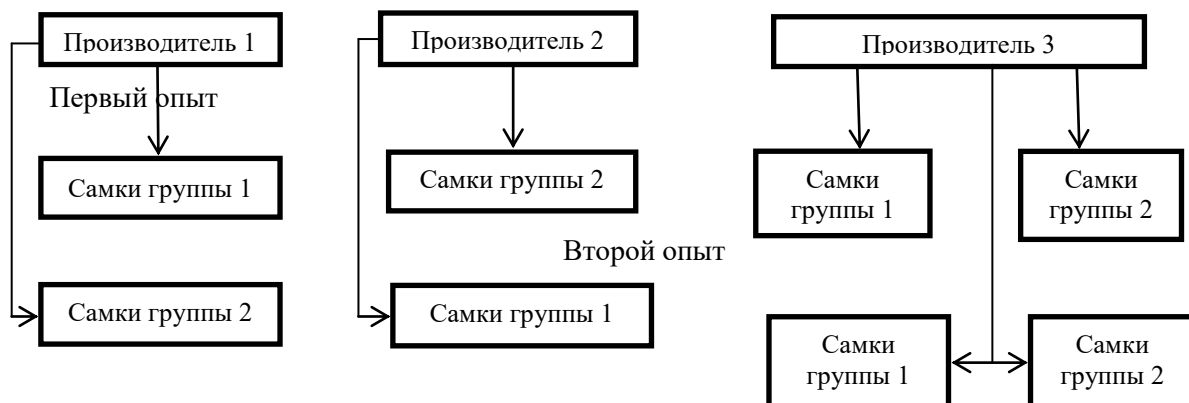 Производитель 1
Производитель 2
Производитель 3
Первый опыт
Самки группы 1
Самки группы 2
Самки
группы 1
Самки
группы 2
Второй опыт
Самки группы 2
Самки группы 1
Самки
группы 1
Самки
группы 2